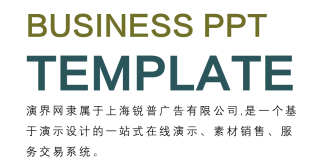 BUSINESS PPT
TEMPLATE
演界网隶属于上海锐普广告有限公司,是一个基
于演示设计的一站式在线演示、素材销售、服
务交易系统。